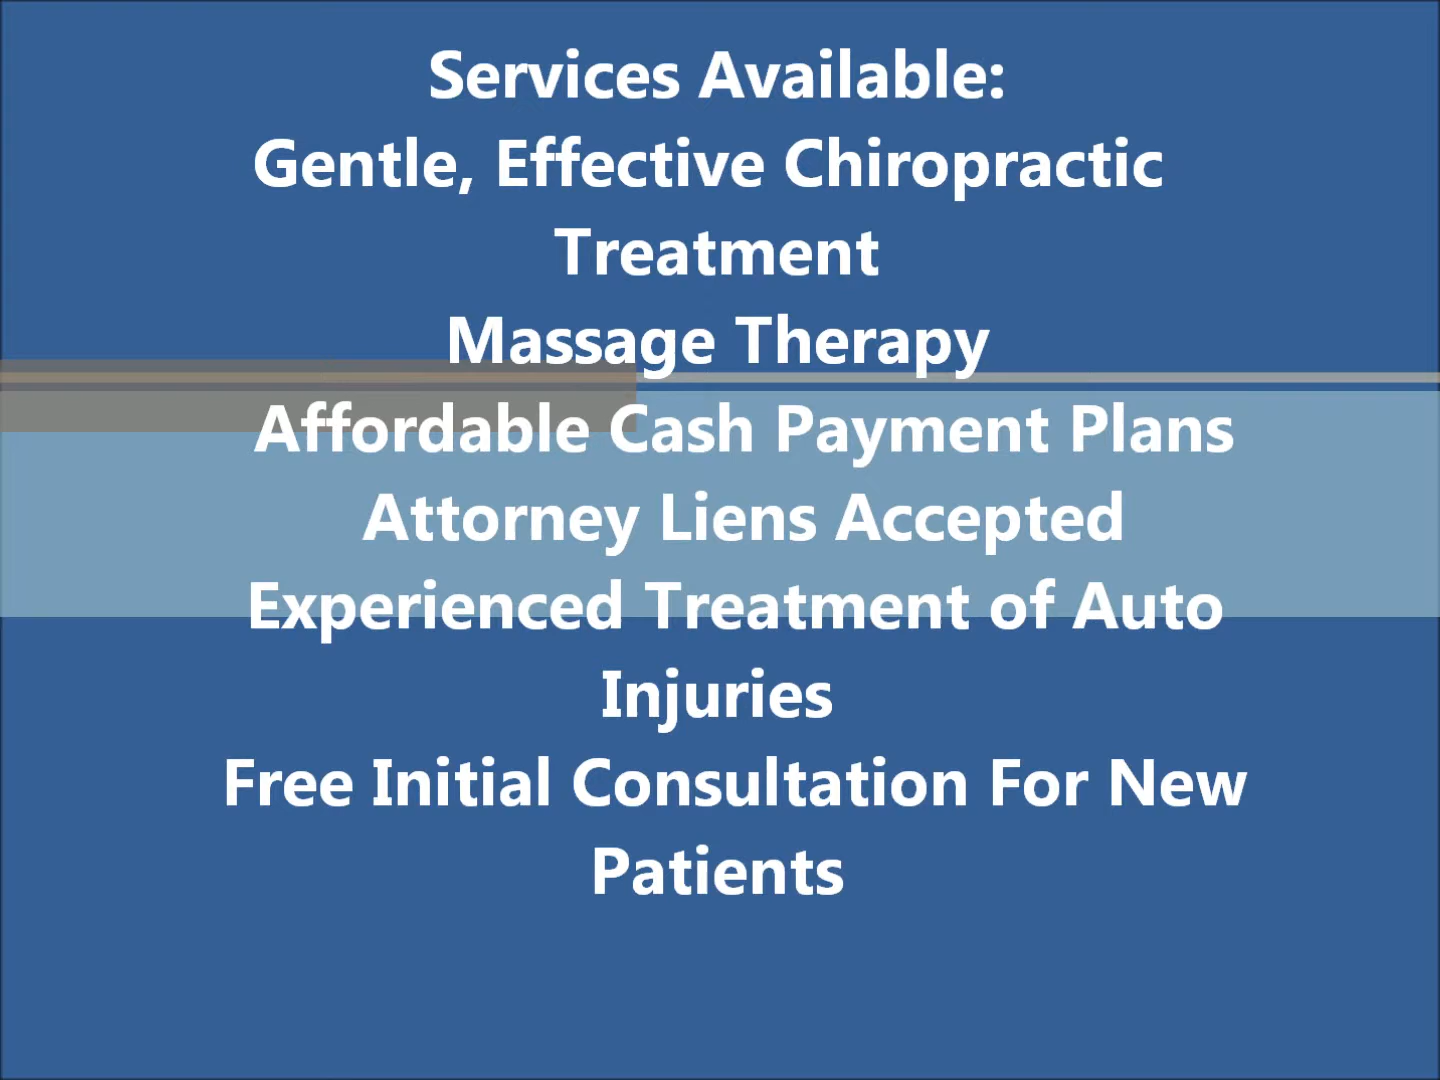 Services Available:
Gentle, Effective Chiropractic
Treatment
Massage Therapy
Affordable Cash Payment Plans
Attorney Liens Accepted
Experienced Treatment of Auto
Injuries
Free Initial Consultation For New
Patients